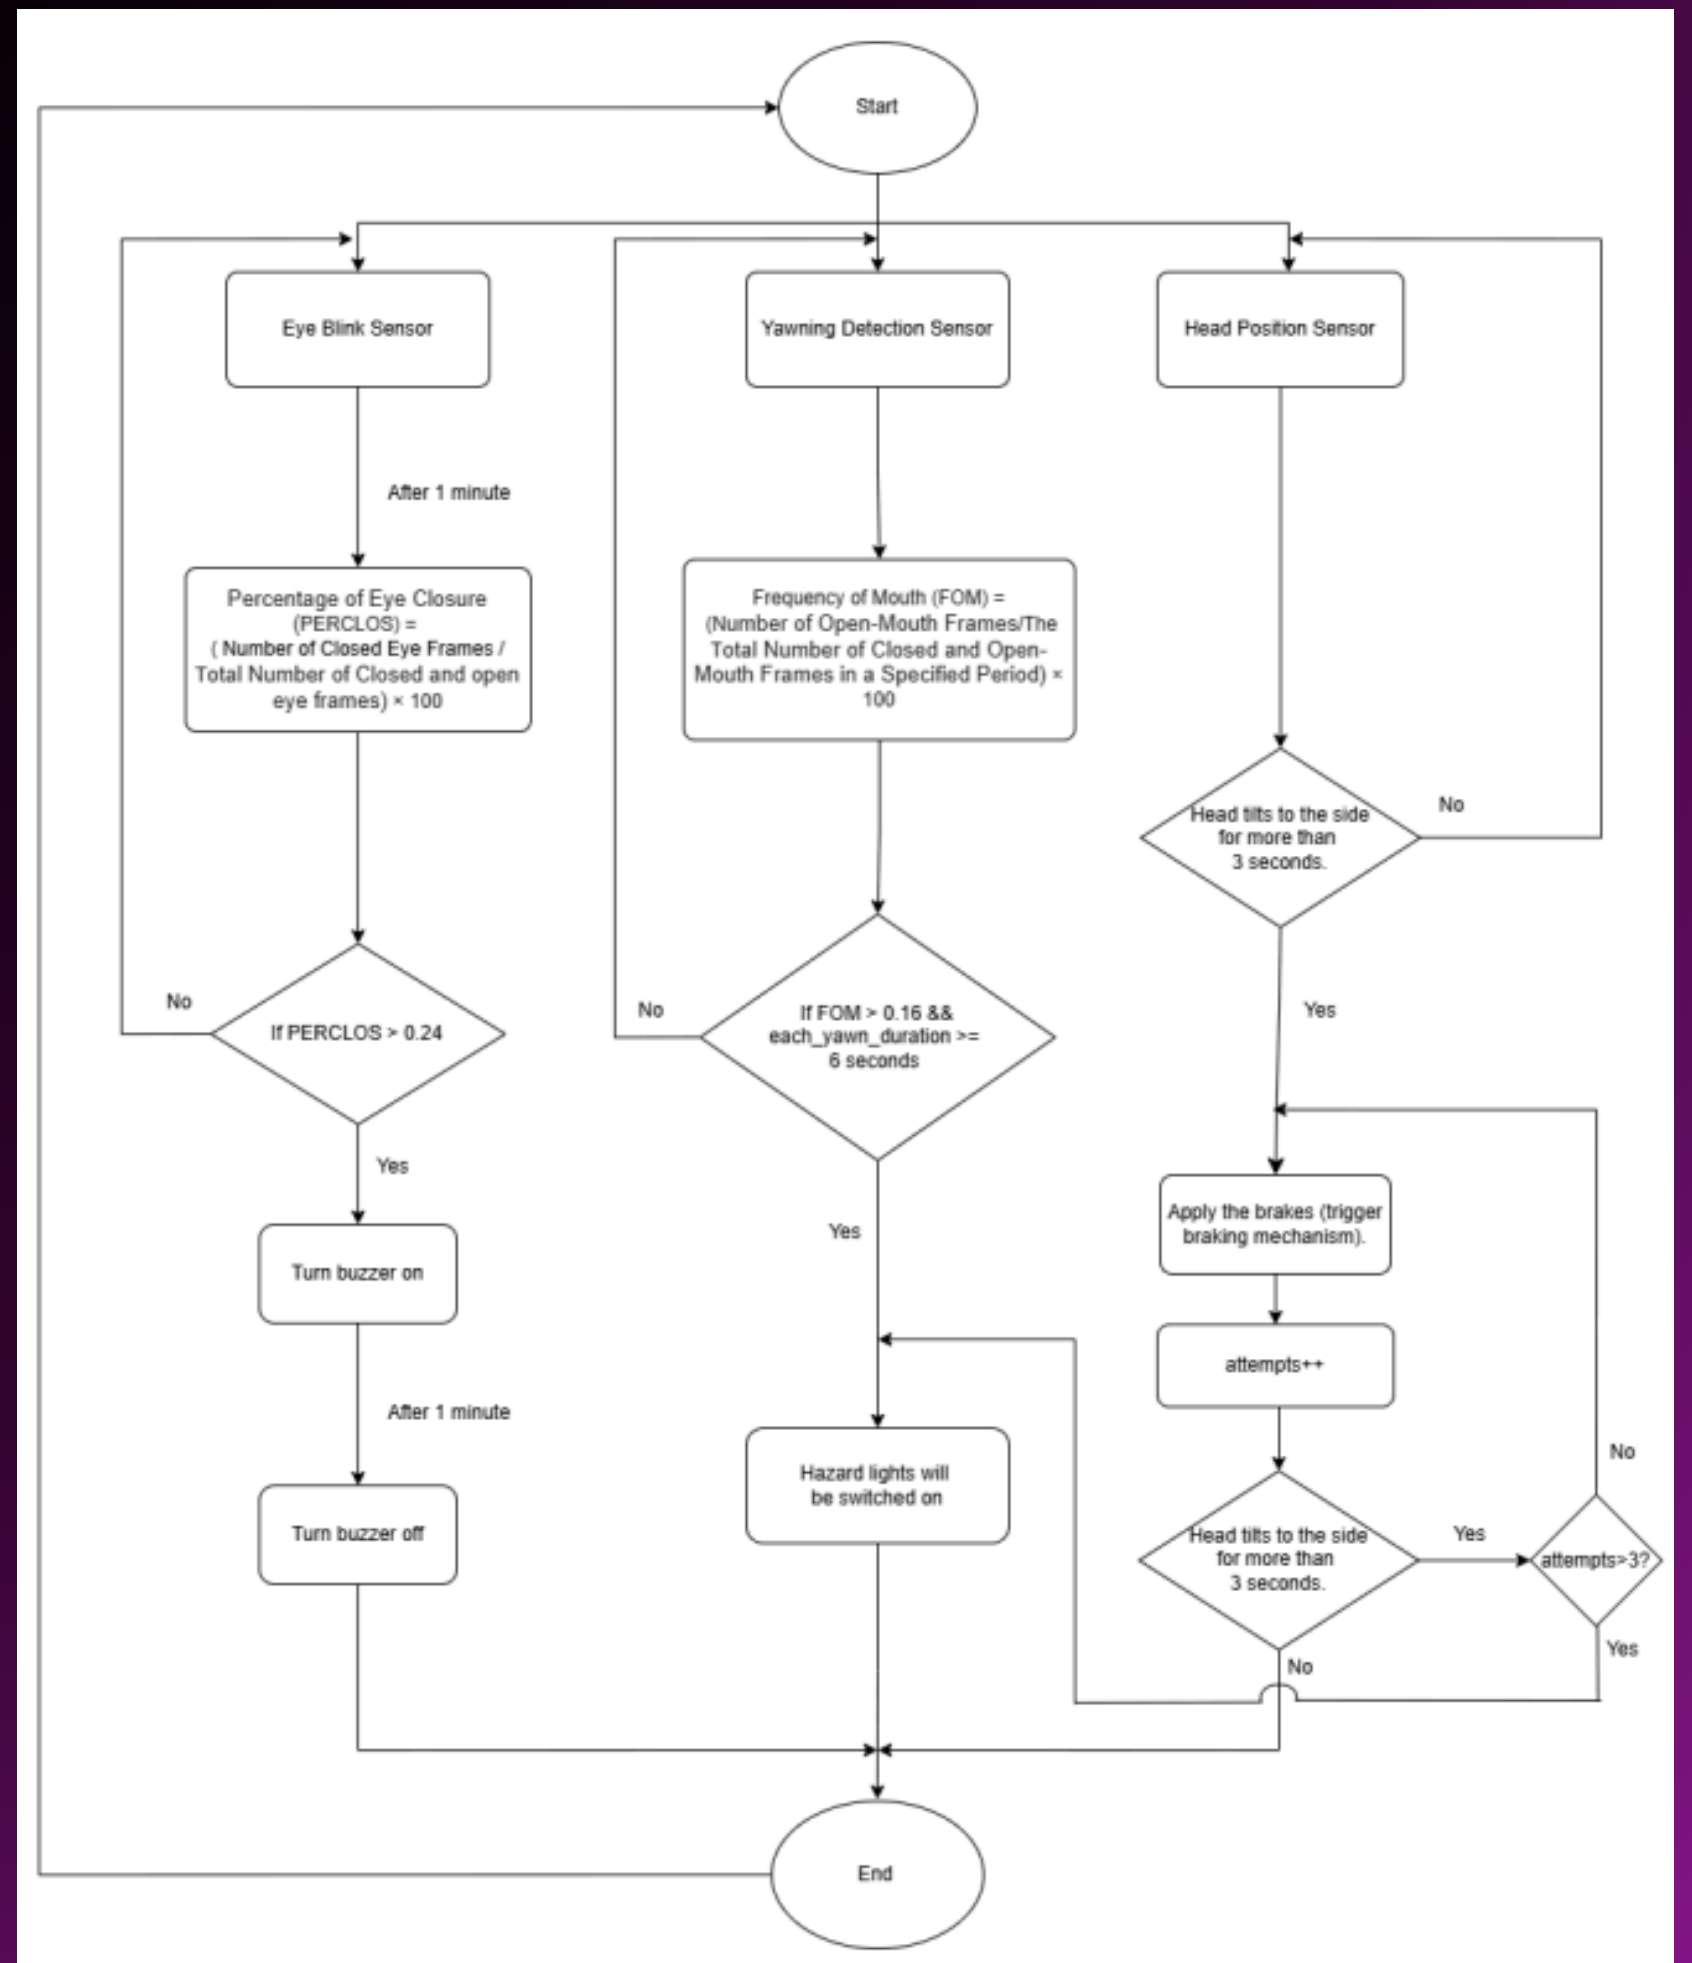 Start
Eye Blink Sensor
Yawning Detection Sensor
Head Position Sensor
After 1 minute
Percentage of Eye Closure
(PERCLOS) =
( Number of Closed Eye Frames /
Total Number of Closed and open
eye frames) × 100
Frequency of Mouth (FOM) =
(Number of Open-Mouth Frames/The
Total Number of Closed and Open-
Mouth Frames in a Specified Period) ×
100
Head tilts to the side
for more than
3 seconds.
No
No
If PERCLOS > 0.24
No
If FOM > 0.16 &&
each_yawn_duration >=
6 seconds
Yes
Yes
Yes
Apply the brakes (trigger
braking mechanism).
Turn buzzer on
attempts++
After 1 minute
Hazard lights will
be switched on
No
Turn buzzer off
Head tilts to the side
for more than
3 seconds.
Yes
attempts>3?
Yes
No
End